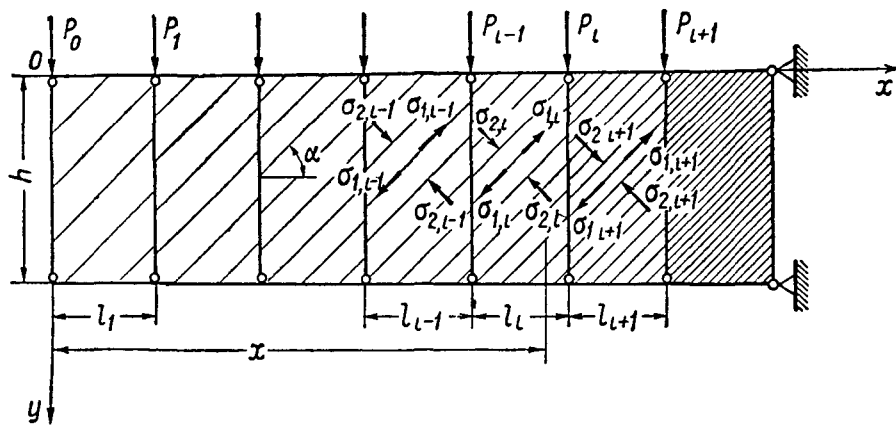 P₀ P₁ Pᵢ₋₁ Pᵢ Pᵢ₊₁
O x
σ₂,ᵢ₋₁ σ₁,ᵢ₋₁ σ₂,ᵢ σ₁,ᵢ σ₂ ᵢ₊₁
α
h
σ₁,ᵢ₋₁ σ₁,ᵢ₊₁
σ₂,ᵢ₋₁ σ₁,ᵢ σ₂,ᵢ σ₁ ᵢ₊₁ σ₂,ᵢ₊₁
l₁ lᵢ₋₁ lᵢ lᵢ₊₁
x
y